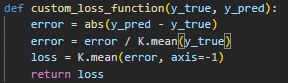 def custom_loss_function(y_true, y_pred):
    error = abs(y_pred - y_true)
    error = error / K.mean(y_true)
    loss = K.mean(error, axis=-1)
    return loss